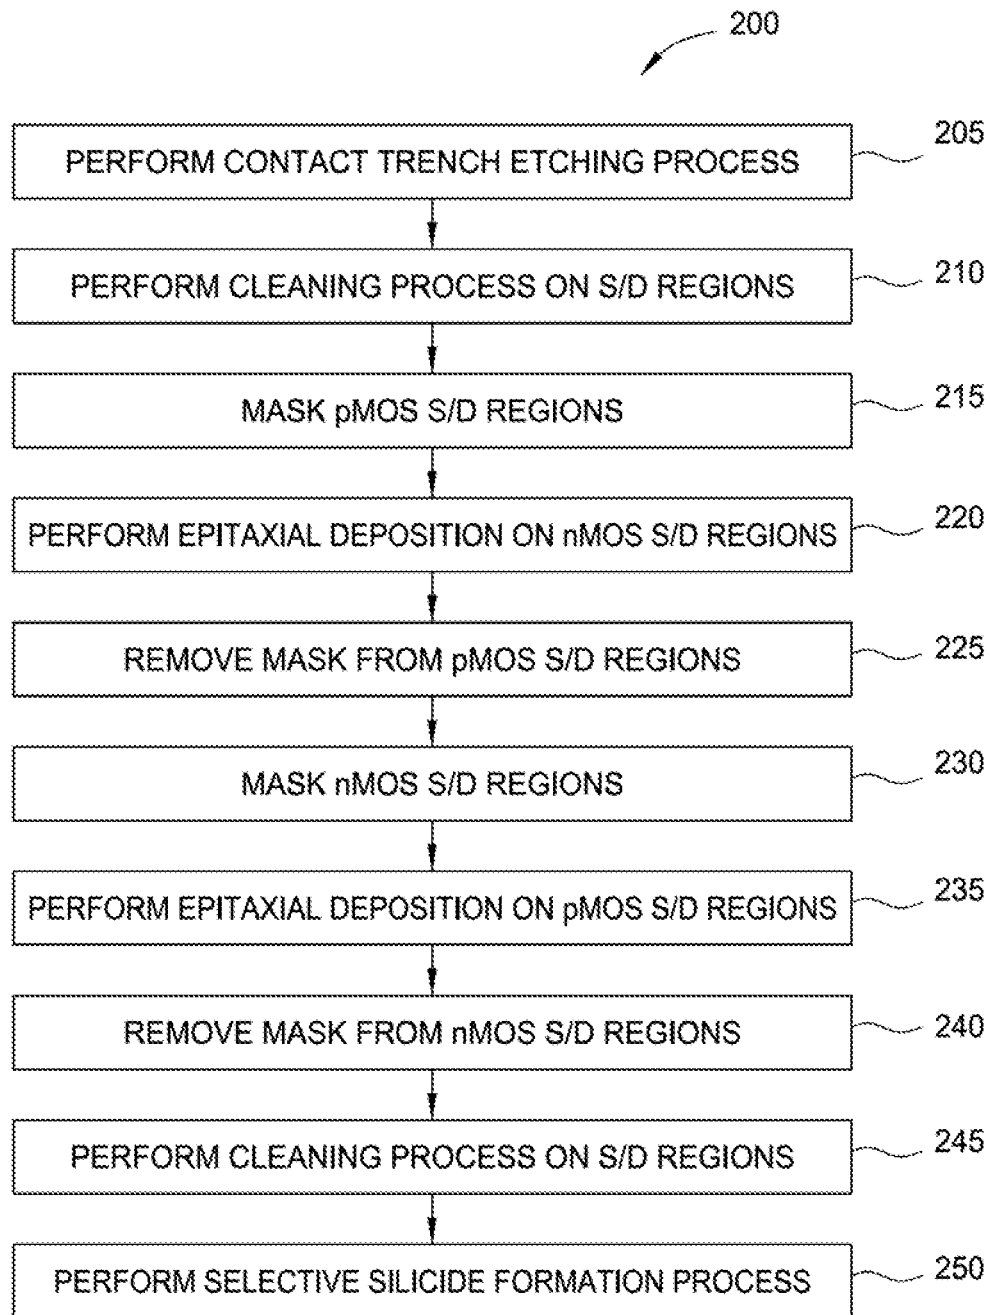 200
PERFORM CONTACT TRENCH ETCHING PROCESS
205
PERFORM CLEANING PROCESS ON S/D REGIONS
210
MASK pMOS S/D REGIONS
215
PERFORM EPITAXIAL DEPOSITION ON nMOS S/D REGIONS
220
REMOVE MASK FROM pMOS S/D REGIONS
225
MASK nMOS S/D REGIONS
230
PERFORM EPITAXIAL DEPOSITION ON pMOS S/D REGIONS
235
REMOVE MASK FROM nMOS S/D REGIONS
240
PERFORM CLEANING PROCESS ON S/D REGIONS
245
PERFORM SELECTIVE SILICIDE FORMATION PROCESS
250